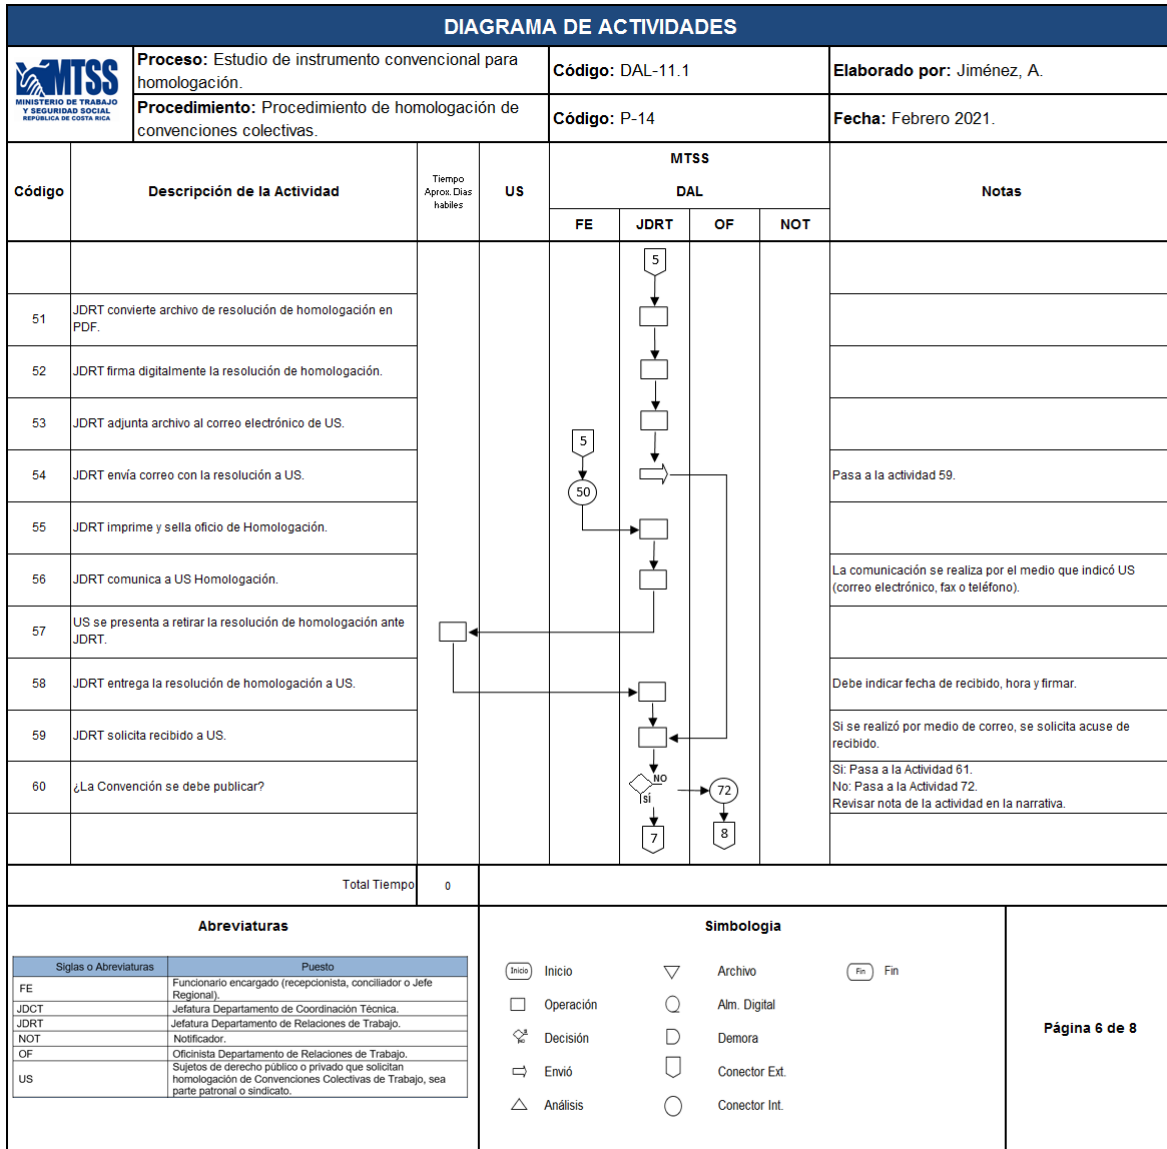 DIAGRAMA DE ACTIVIDADES
MTSS
MINISTERIO DE TRABAJO
Y SEGURIDAD SOCIAL
REPÚBLICA DE COSTA RICA
Proceso: Estudio de instrumento convencional para
homologación.
Código: DAL-11.1
Elaborado por: Jiménez, A.
Procedimiento: Procedimiento de homologación de
convenciones colectivas.
Código: P-14
Fecha: Febrero 2021.
Código
Descripción de la Actividad
Tiempo
Aprox. Dias
habiles
US
MTSS
DAL
FE
JDRT
OF
NOT
Notas
5
51
JDRT convierte archivo de resolución de homologación en
PDF.
52
JDRT firma digitalmente la resolución de homologación.
53
JDRT adjunta archivo al correo electrónico de US.
5
54
JDRT envía correo con la resolución a US.
50
Pasa a la actividad 59.
55
JDRT imprime y sella oficio de Homologación.
56
JDRT comunica a US Homologación.
La comunicación se realiza por el medio que indicó US
(correo electrónico, fax o teléfono).
57
US se presenta a retirar la resolución de homologación ante
JDRT.
58
JDRT entrega la resolución de homologación a US.
Debe indicar fecha de recibido, hora y firmar.
59
JDRT solicita recibido a US.
Si se realizó por medio de correo, se solicita acuse de
recibido.
60
¿La Convención se debe publicar?
NO
sí
72
Si: Pasa a la Actividad 61.
No: Pasa a la Actividad 72.
Revisar nota de la actividad en la narrativa.
7
8
Total Tiempo
0
Abreviaturas
Siglas o Abreviaturas
Puesto
FE
Funcionario encargado (recepcionista, conciliador o Jefe
Regional).
JDCT
Jefatura Departamento de Coordinación Técnica.
JDRT
Jefatura Departamento de Relaciones de Trabajo.
NOT
Notificador.
OF
Oficinista Departamento de Relaciones de Trabajo.
US
Sujetos de derecho público o privado que solicitan
homologación de Convenciones Colectivas de Trabajo, sea
parte patronal o sindicato.
Simbologia
Inicio
Inicio
Archivo
Fin
Fin
Operación
Alm. Digital
Decisión
Demora
Envió
Conector Ext.
Análisis
Conector Int.
Página 6 de 8